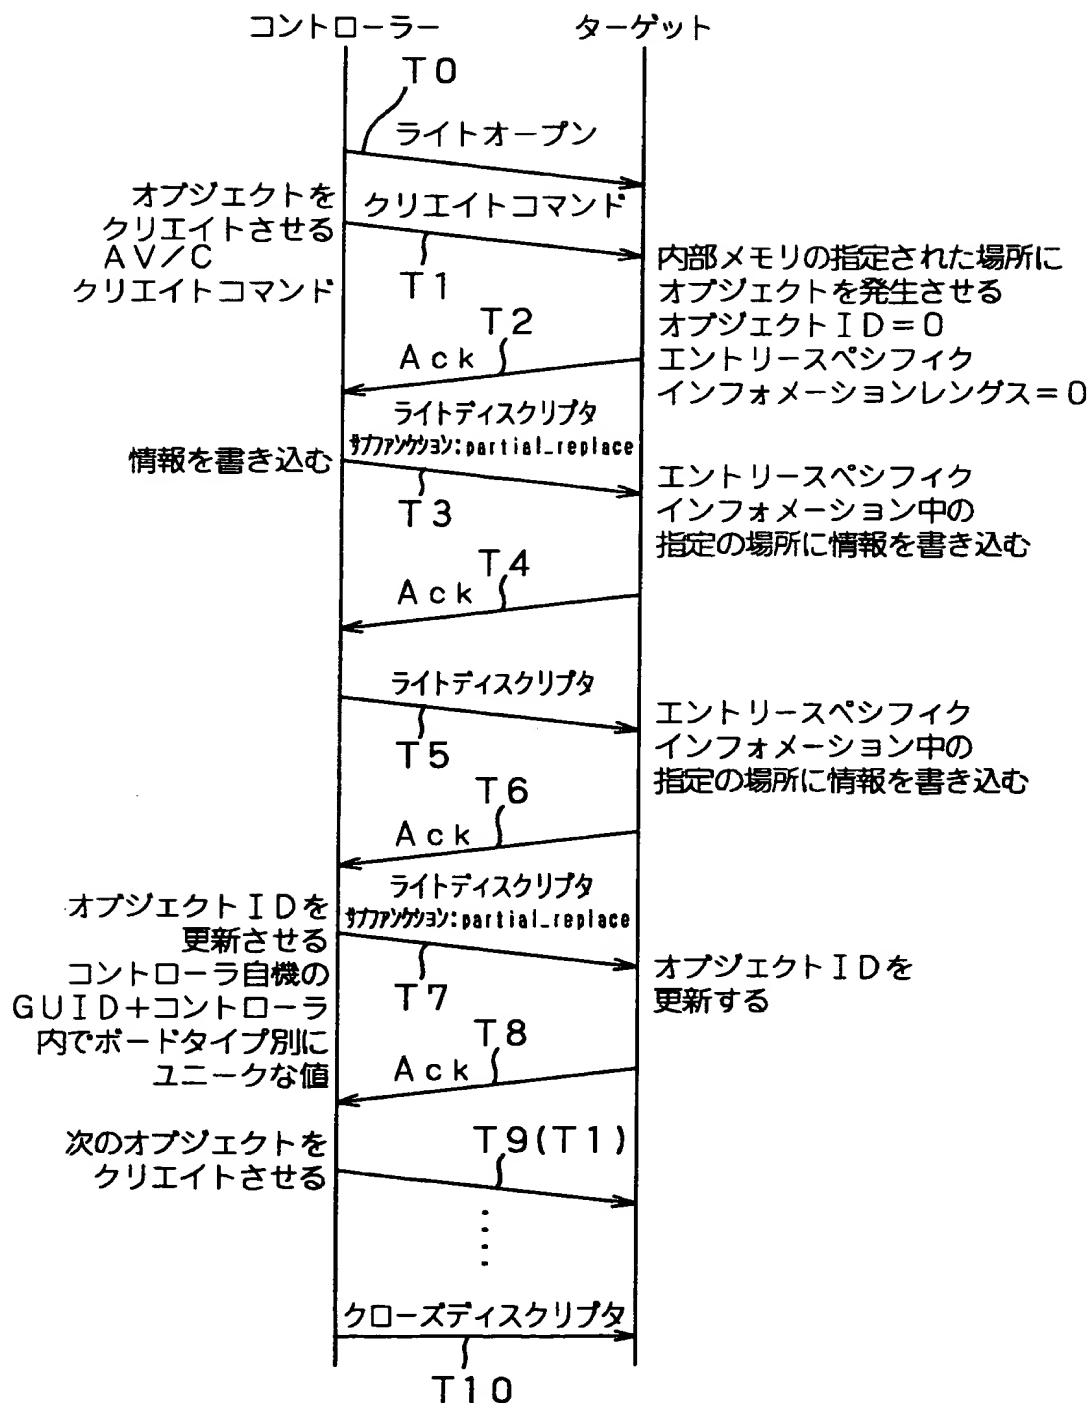 コントローラー
ターゲット
T0
ライトオープン
オブジェクトを
クリエイトさせる
AV/C
クリエイトコマンド
クリエイトコマンド
T1
内部メモリの指定された場所に
オブジェクトを発生させる
オブジェクトID=0
エントリースペシフィク
インフォメーションレングス=0
T2
Ack
ライトディスクリプタ
サブファンクション:partial_replace
情報を書き込む
T3
エントリースペシフィク
インフォメーション中の
指定の場所に情報を書き込む
T4
Ack
ライトディスクリプタ
T5
エントリースペシフィク
インフォメーション中の
指定の場所に情報を書き込む
T6
Ack
ライトディスクリプタ
サブファンクション:partial_replace
オブジェクトIDを
更新させる
コントローラ自機の
GUID+コントローラ
内でボードタイプ別に
ユニークな値
T7
オブジェクトIDを
更新する
T8
Ack
次のオブジェクトを
クリエイトさせる
T9(T1)
クローズディスクリプタ
T10